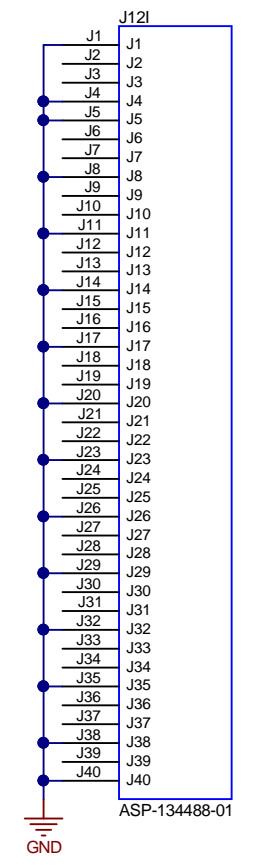 J12I
J1 J1
J2 J2
J3 J3
J4 J4
J5 J5
J6 J6
J7 J7
J8 J8
J9 J9
J10 J10
J11 J11
J12 J12
J13 J13
J14 J14
J15 J15
J16 J16
J17 J17
J18 J18
J19 J19
J20 J20
J21 J21
J22 J22
J23 J23
J24 J24
J25 J25
J26 J26
J27 J27
J28 J28
J29 J29
J30 J30
J31 J31
J32 J32
J33 J33
J34 J34
J35 J35
J36 J36
J37 J37
J38 J38
J39 J39
J40 J40
ASP-134488-01
GND